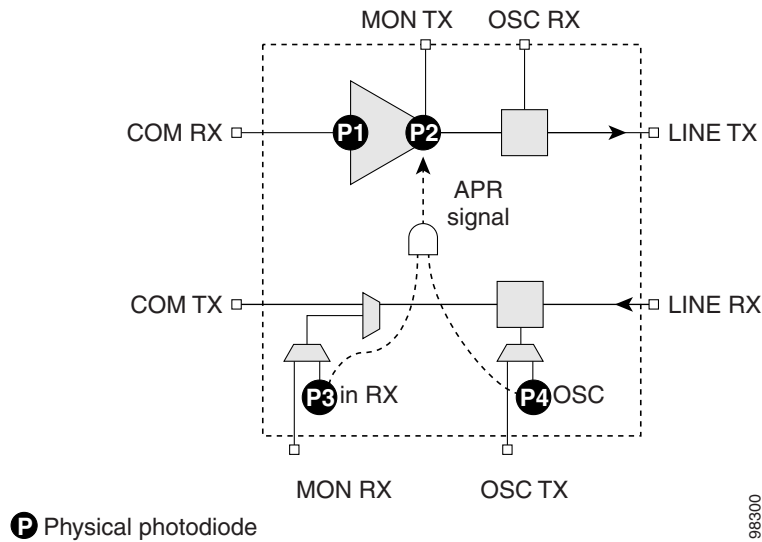 MON TX
OSC RX
COM RX
P1
P2
LINE TX
APR
signal
COM TX
LINE RX
P3 in RX
P4 OSC
MON RX
OSC TX
P Physical photodiode
98300